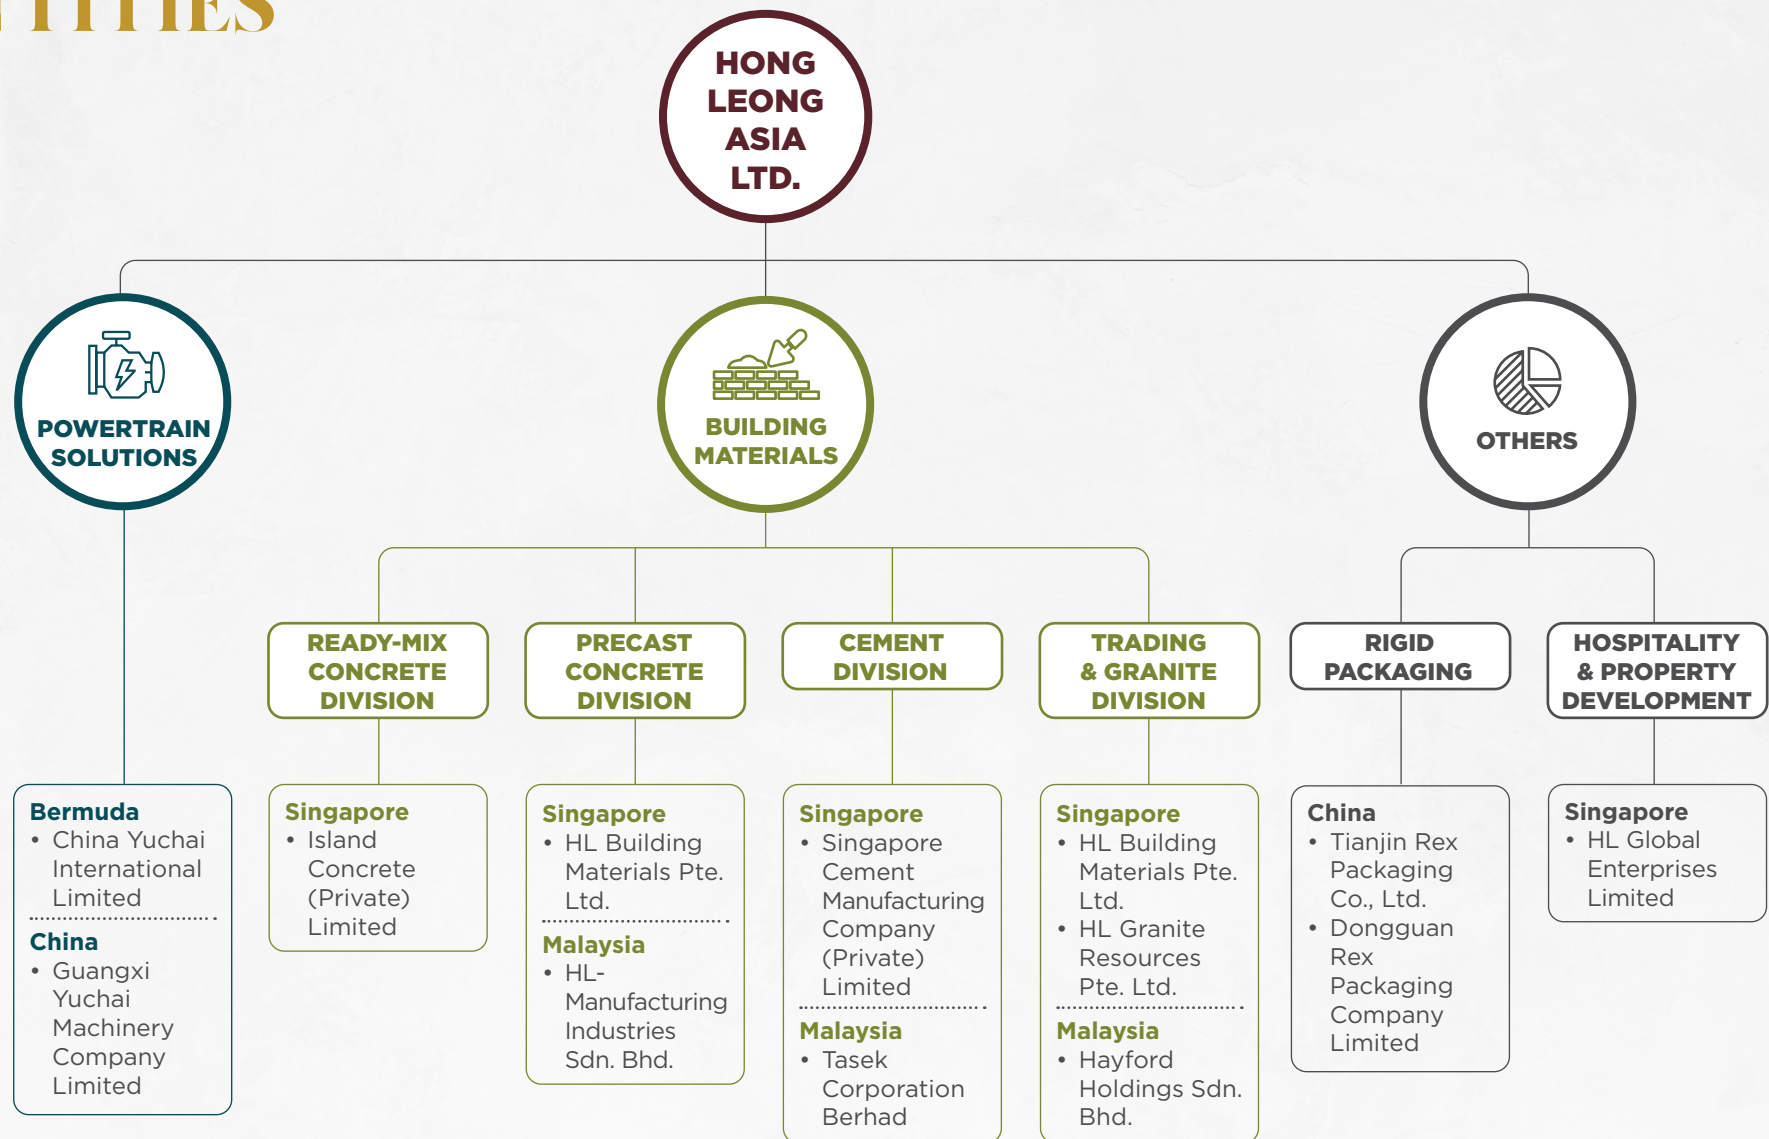 HONG
LEONG
ASIA
LTD.
POWERTRAIN
SOLUTIONS
BUILDING
MATERIALS
OTHERS
READY-MIX
CONCRETE
DIVISION
PRECAST
CONCRETE
DIVISION
CEMENT
DIVISION
TRADING
& GRANITE
DIVISION
RIGID
PACKAGING
HOSPITALITY
& PROPERTY
DEVELOPMENT
Bermuda
• China Yuchai
International
Limited
China
• Guangxi
Yuchai
Machinery
Company
Limited
Singapore
• Island
Concrete
(Private)
Limited
Singapore
• HL Building
Materials Pte.
Ltd.
Malaysia
• HL-
Manufacturing
Industries
Sdn. Bhd.
Singapore
• Singapore
Cement
Manufacturing
Company
(Private)
Limited
Malaysia
• Tasek
Corporation
Berhad
Singapore
• HL Building
Materials Pte.
Ltd.
• HL Granite
Resources
Pte. Ltd.
Malaysia
• Hayford
Holdings Sdn.
Bhd.
China
• Tianjin Rex
Packaging
Co., Ltd.
• Dongguan
Rex
Packaging
Company
Limited
Singapore
• HL Global
Enterprises
Limited